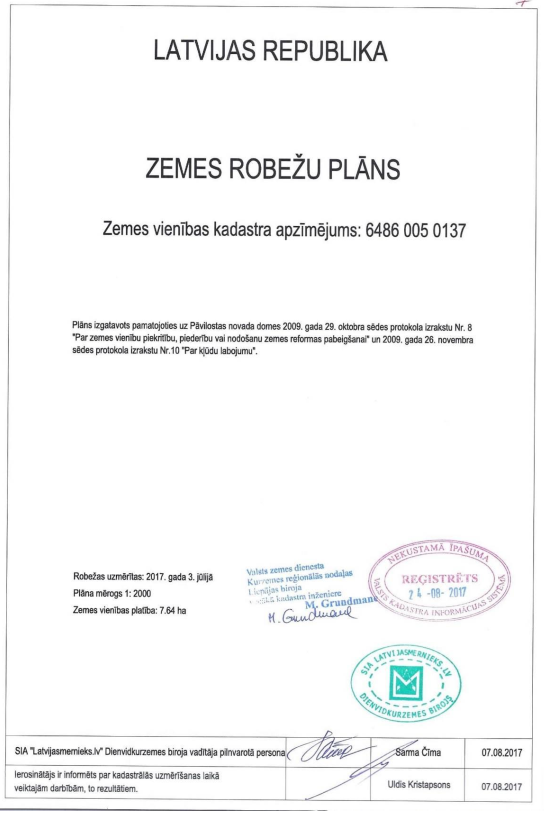 LATVIJAS REPUBLIKA
ZEMES ROBEŽU PLĀNS
Zemes vienības kadastra apzīmējums: 6486 005 0137
Plāns izgatavots pamatojoties uz Pāvilostas novada domes 2009. gada 29. oktobra sēdes protokola izrakstu Nr. 8
"Par zemes vienību piekritību, piederību vai nodošanu zemes reformas pabeigšanai" un 2009. gada 26. novembra
sēdes protokola izrakstu Nr.10 "Par kļūdu labojumu".
Robežas uzmērītas: 2017. gada 3. jūlijā
Plāna mērogs 1: 2000
Zemes vienības platība: 7.64 ha
Valsts zemes dienesta
Kurzemes reģionālās nodaļas
Liepājas biroja
kadastra inženiere
M. Grundmane
M. Grundmane
NEKUSTAMĀ ĪPAŠUMA
REĢISTRĒTS
24 -08- 2017
VALSTS KADASTRA INFORMĀCIJAS SISTĒMĀ
SIA LATVIJASMERNIEKS.LV
DIENVIDKURZEMES BIROJS
SIA "Latvijasmernieks.lv" Dienvidkurzemes biroja vadītāja pilnvarotā persona
Sarma Čīma
07.08.2017
Ierosinātājs ir informēts par kadastrālās uzmērīšanas laikā
veiktajām darbībām, to rezultātiem.
Uldis Kristapsons
07.08.2017